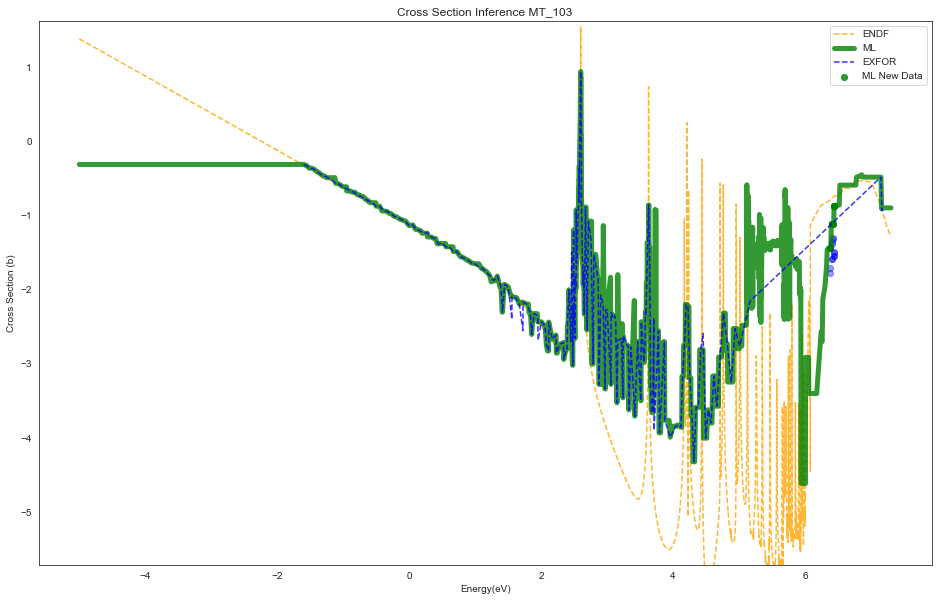 Cross Section Inference MT_103
ENDF
ML
EXFOR
ML New Data
Cross Section (b)
1
0
−1
−2
−3
−4
−5
−4
−2
0
2
4
6
Energy(eV)